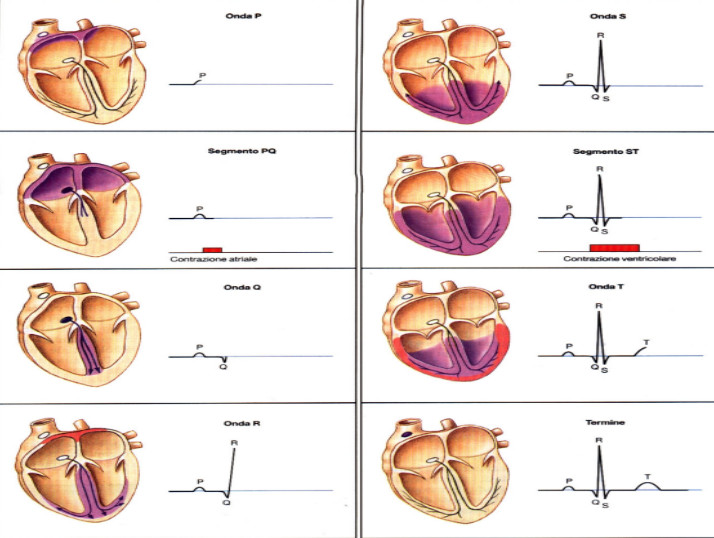 Onda P
P
Segmento PQ
P
Contrazione atriale
Onda Q
P
Q
Onda R
R
P
Q
Onda S
R
P
Q S
Segmento ST
R
P
Q S
Contrazione ventricolare
Onda T
R
P
T
Q S
Termine
R
P
T
Q S